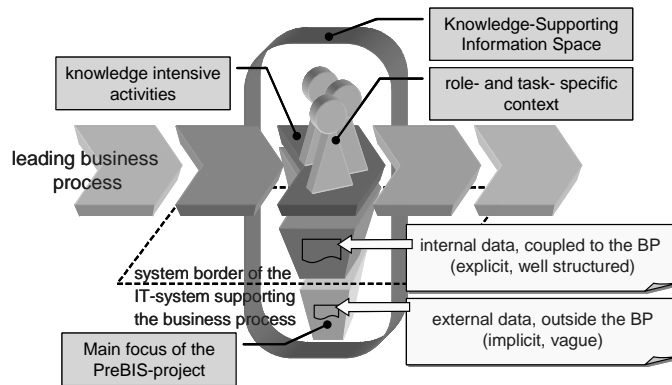 Knowledge-Supporting
Information Space
knowledge intensive
activities
role- and task- specific
context
leading business
process
internal data, coupled to the BP
(explicit, well structured)
system border of the
IT-system supporting
the business process
external data, outside the BP
(implicit, vague)
Main focus of the
PreBIS-project